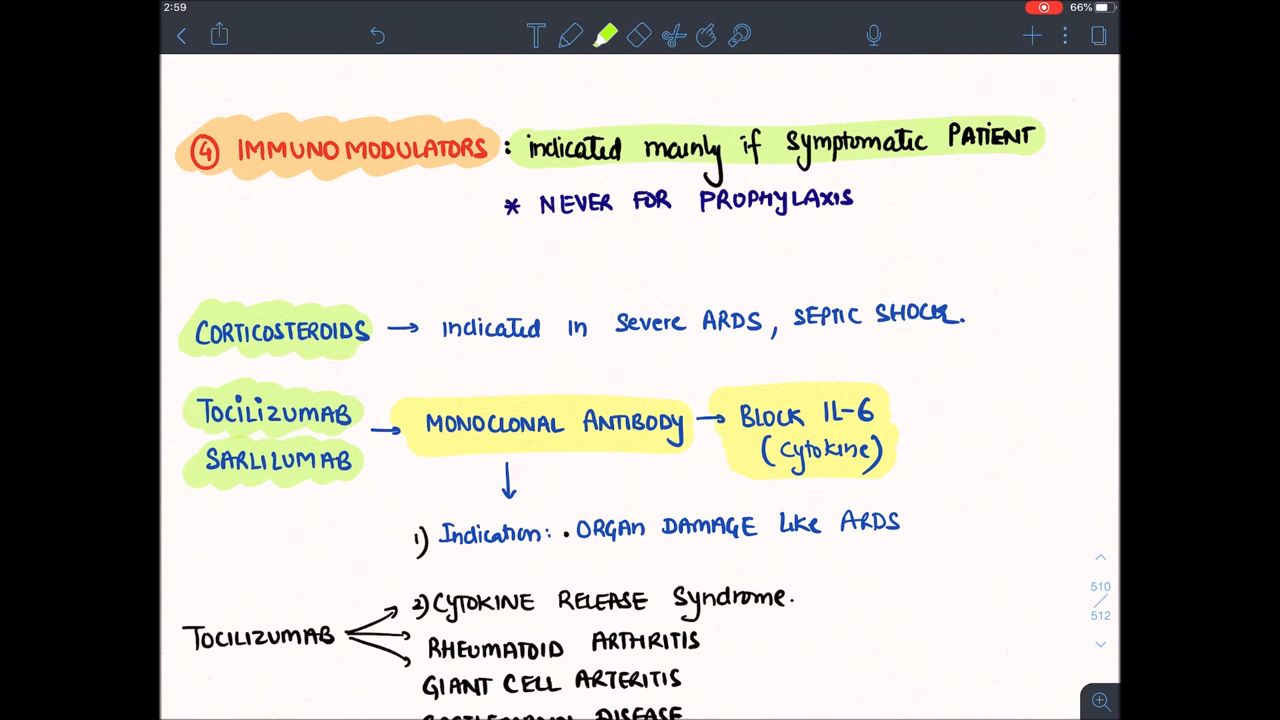 2:59
66%
④ IMMUNOMODULATORS : indicated mainly if symptomatic PATIENT
* NEVER FOR PROPHYLAXIS
CORTICOSTEROIDS → indicated in severe ARDS, SEPTIC SHOCK.
TOCILIZUMAB → MONOCLONAL ANTIBODY → BLOCK IL-6
SARLILUMAB
(cytokine)
1) Indication: . ORGAN DAMAGE like ARDS
2) CYTOKINE RELEASE Syndrome.
TOCILIZUMAB
RHEUMATOID ARTHRITIS
GIANT CELL ARTERITIS
DISEASE
510
512